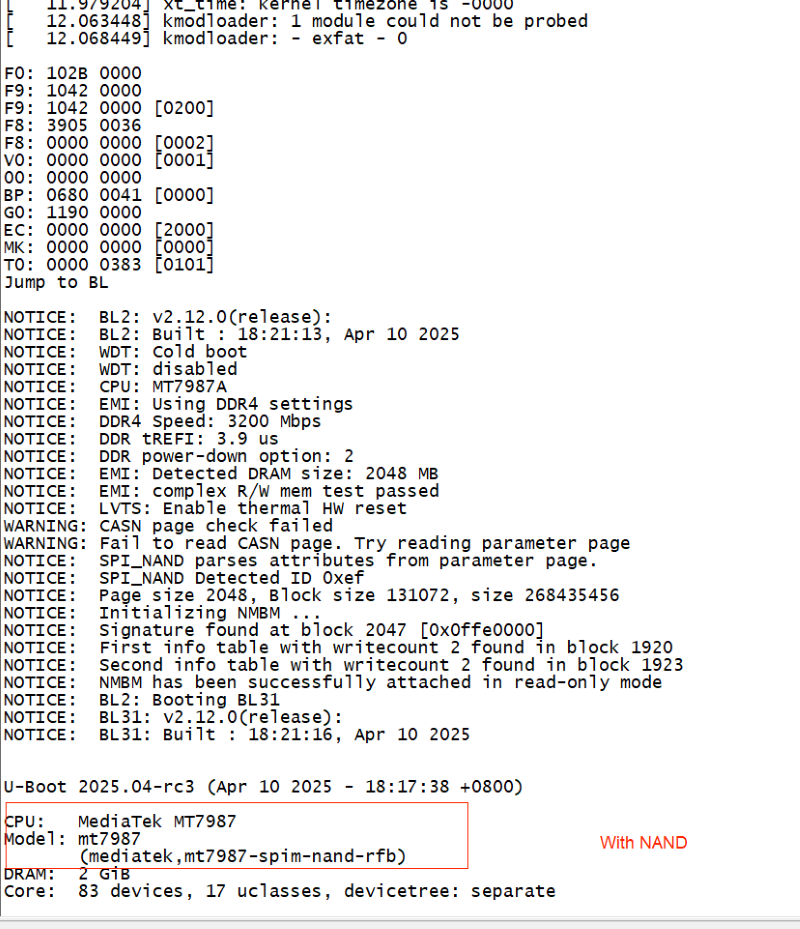 [   11.979204] xt_time: kernel timezone is -0000
[   12.063448] kmodloader: 1 module could not be probed
[   12.068449] kmodloader: - exfat - 0
F0: 102B 0000
F9: 1042 0000
F9: 1042 0000 [0200]
F8: 3905 0036
F8: 0000 0000 [0002]
V0: 0000 0000 [0001]
00: 0000 0000
BP: 0680 0041 [0000]
G0: 1190 0000
EC: 0000 0000 [2000]
MK: 0000 0000 [0000]
T0: 0000 0383 [0101]
Jump to BL
NOTICE:  BL2: v2.12.0(release):
NOTICE:  BL2: Built : 18:21:13, Apr 10 2025
NOTICE:  WDT: Cold boot
NOTICE:  WDT: disabled
NOTICE:  CPU: MT7987A
NOTICE:  EMI: Using DDR4 settings
NOTICE:  DDR4 Speed: 3200 Mbps
NOTICE:  DDR tREFI: 3.9 us
NOTICE:  DDR power-down option: 2
NOTICE:  EMI: Detected DRAM size: 2048 MB
NOTICE:  EMI: complex R/W mem test passed
NOTICE:  LVTS: Enable thermal HW reset
WARNING: CASN page check failed
WARNING: Fail to read CASN page. Try reading parameter page
NOTICE:  SPI_NAND parses attributes from parameter page.
NOTICE:  SPI_NAND Detected ID 0xef
NOTICE:  Page size 2048, Block size 131072, size 268435456
NOTICE:  Initializing NMBM ...
NOTICE:  Signature found at block 2047 [0x0ffe0000]
NOTICE:  First info table with writecount 2 found in block 1920
NOTICE:  Second info table with writecount 2 found in block 1923
NOTICE:  NMBM has been successfully attached in read-only mode
NOTICE:  BL2: Booting BL31
NOTICE:  BL31: v2.12.0(release):
NOTICE:  BL31: Built : 18:21:16, Apr 10 2025
U-Boot 2025.04-rc3 (Apr 10 2025 - 18:17:38 +0800)
CPU:   MediaTek MT7987
Model: mt7987
With NAND
(mediatek,mt7987-spim-nand-rfb)
DRAM:  2 GiB
Core:  83 devices, 17 uclasses, devicetree: separate